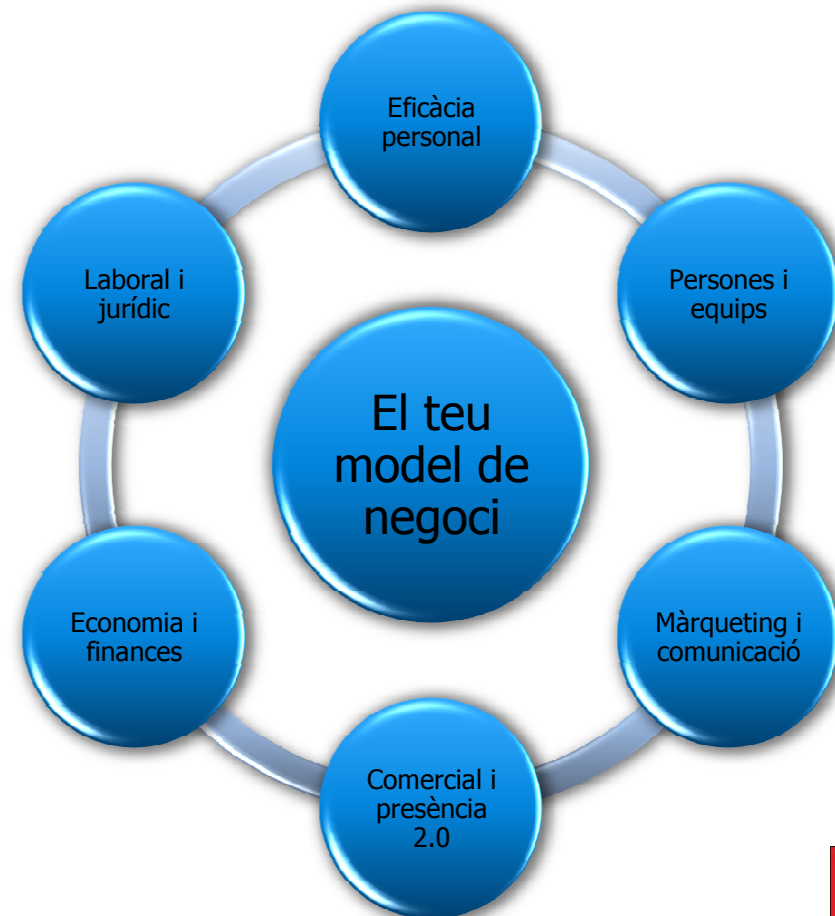 Eficàcia
personal
Laboral i
jurídic
Persones i
equips
El teu
model de
negoci
Economia i
finances
Màrqueting i
comunicació
Comercial i
presència
2.0